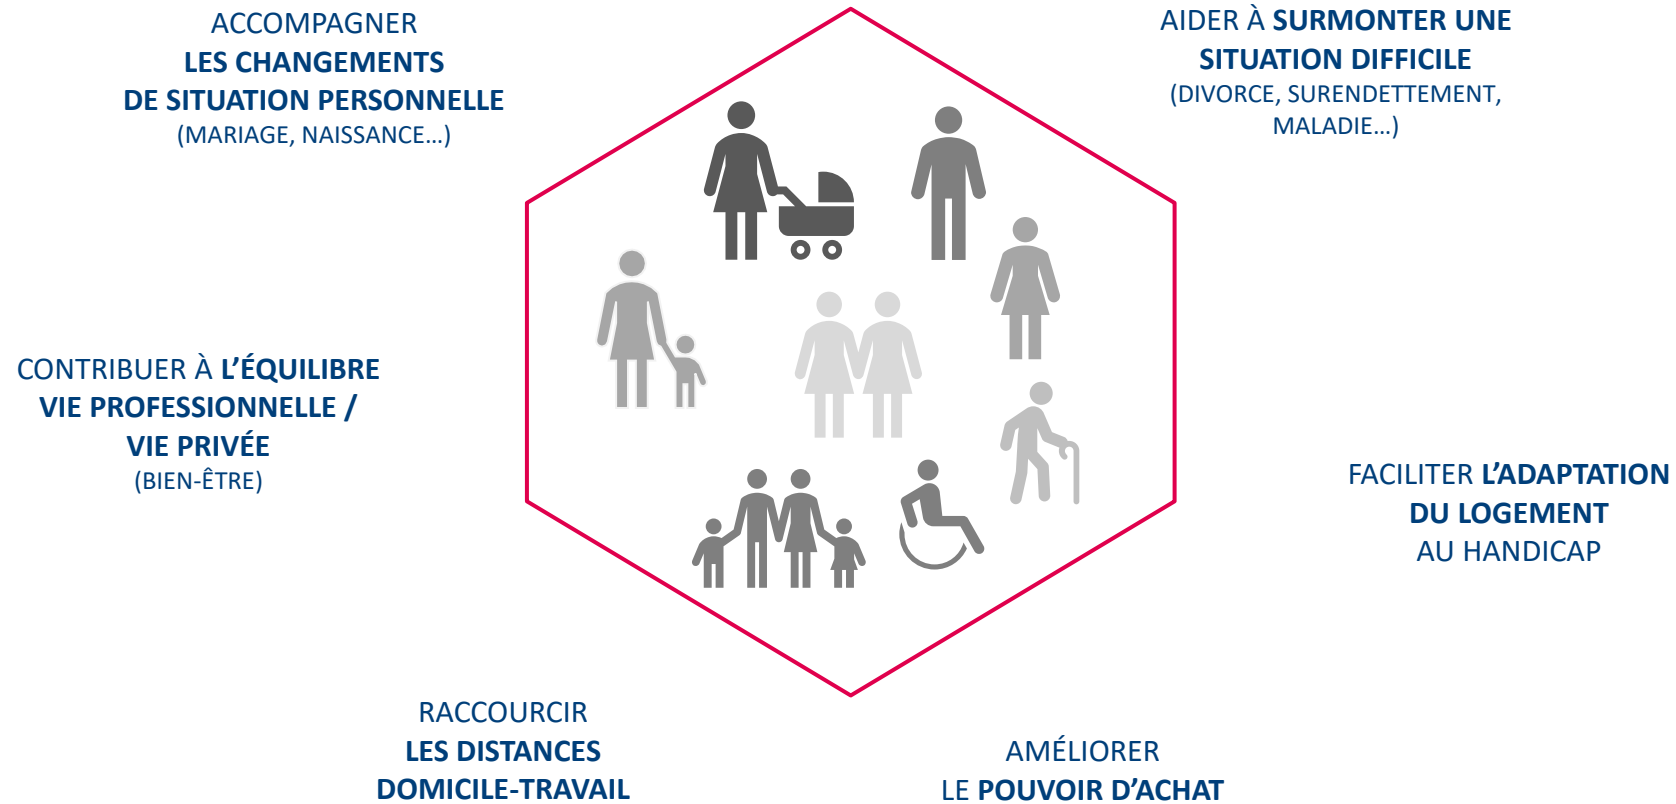 ACCOMPAGNER
LES CHANGEMENTS
DE SITUATION PERSONNELLE
(MARIAGE, NAISSANCE…)
AIDER À SURMONTER UNE
SITUATION DIFFICILE
(DIVORCE, SURENDETTEMENT,
MALADIE…)
CONTRIBUER À L’ÉQUILIBRE
VIE PROFESSIONNELLE /
VIE PRIVÉE
(BIEN-ÊTRE)
FACILITER L’ADAPTATION
DU LOGEMENT
AU HANDICAP
RACCOURCIR
LES DISTANCES
DOMICILE-TRAVAIL
AMÉLIORER
LE POUVOIR D’ACHAT